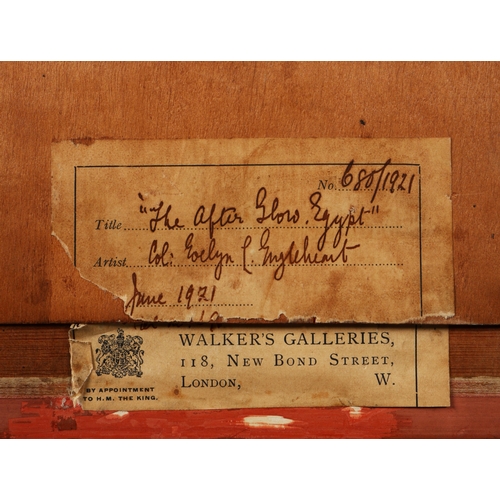 No. 680/1921
Title "The After Glow. Egypt"
Artist Col: Evelyn C. Engleheart
June 1921
WALKER'S GALLERIES,
118, NEW BOND STREET,
LONDON, W.
BY APPOINTMENT
TO H.M. THE KING.